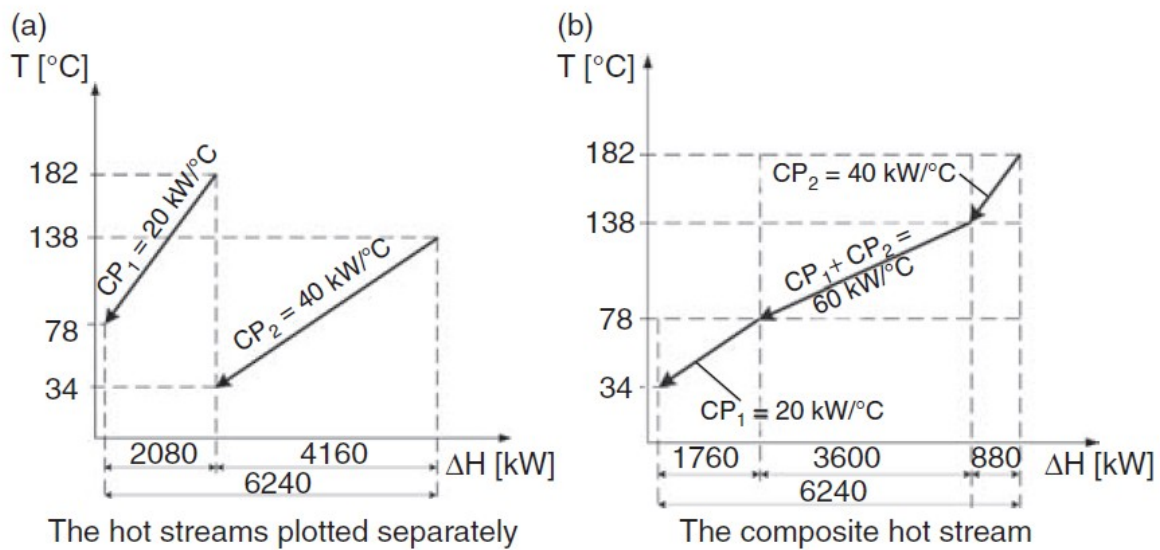 (a)
T [°C]
182
138
78
34
CP₁ = 20 kW/°C
CP₂ = 40 kW/°C
2080
4160
ΔH [kW]
6240
The hot streams plotted separately
(b)
T [°C]
182
138
78
34
CP₂ = 40 kW/°C
CP₁+ CP₂ =
60 kW/°C
CP₁ = 20 kW/°C
1760
3600
880
ΔH [kW]
6240
The composite hot stream